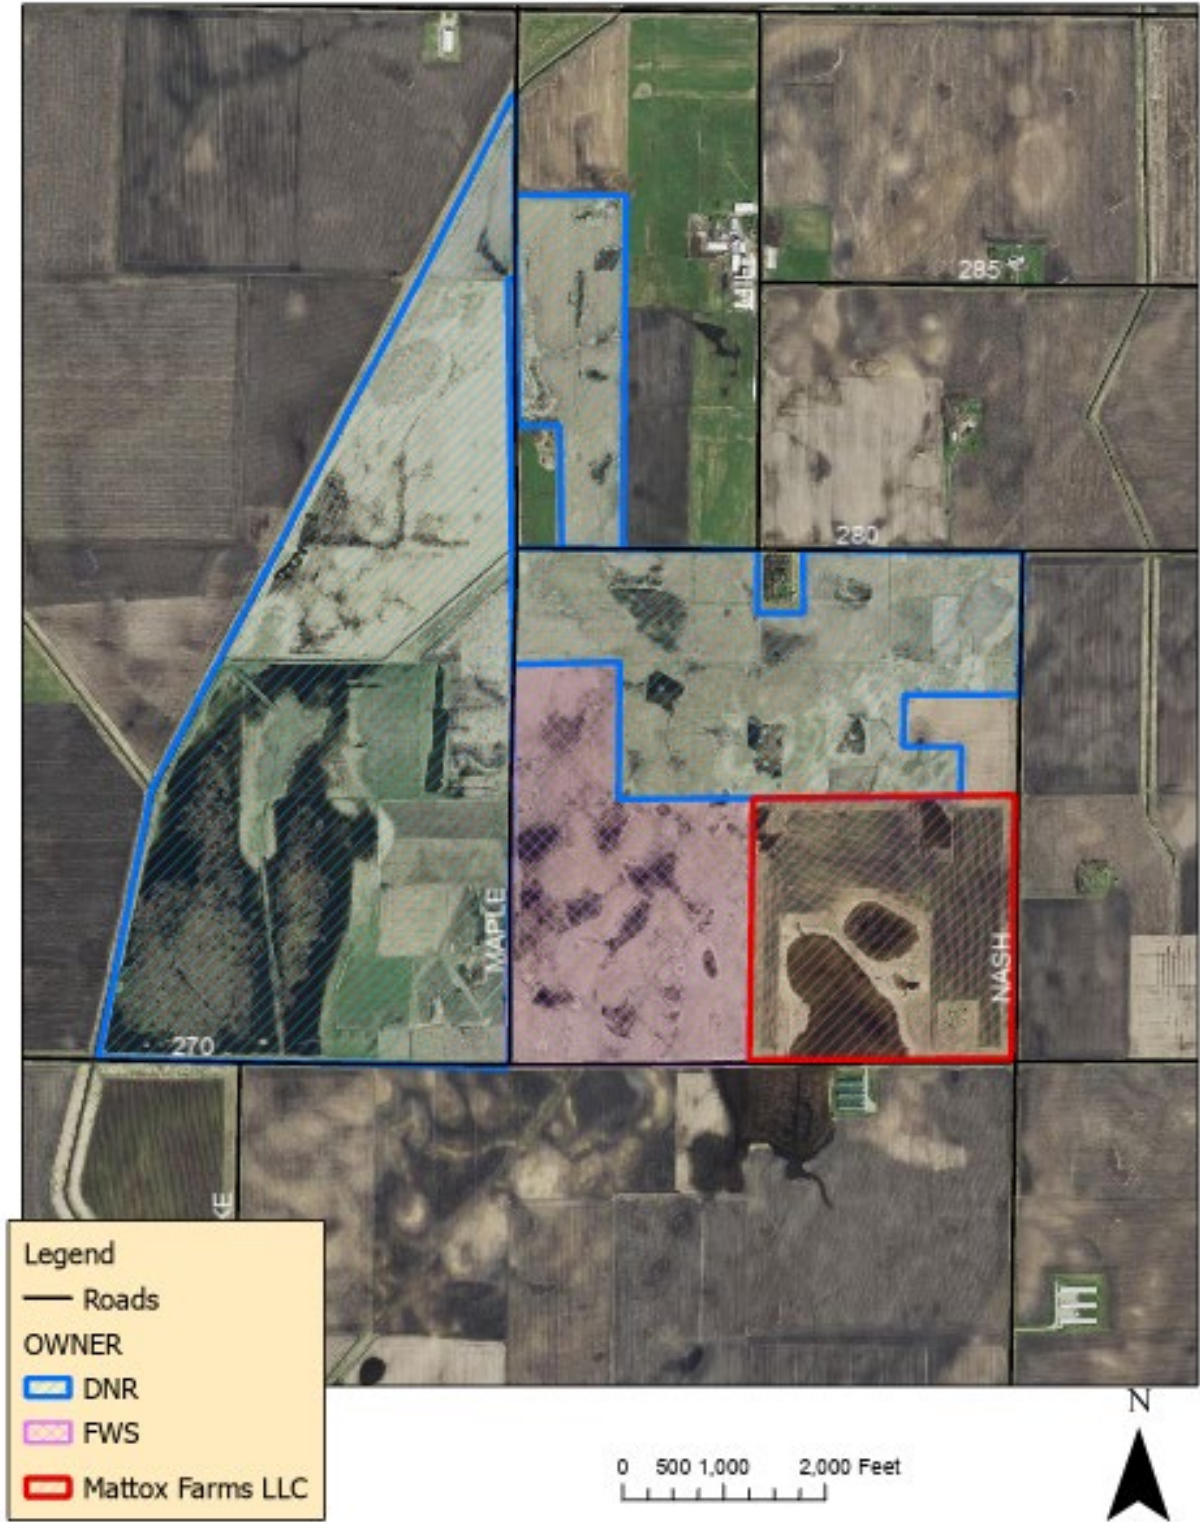 285
280
MAPLE
NASH
270
KE
Legend
Roads
OWNER
DNR
FWS
Mattox Farms LLC
0 500 1,000 2,000 Feet
N